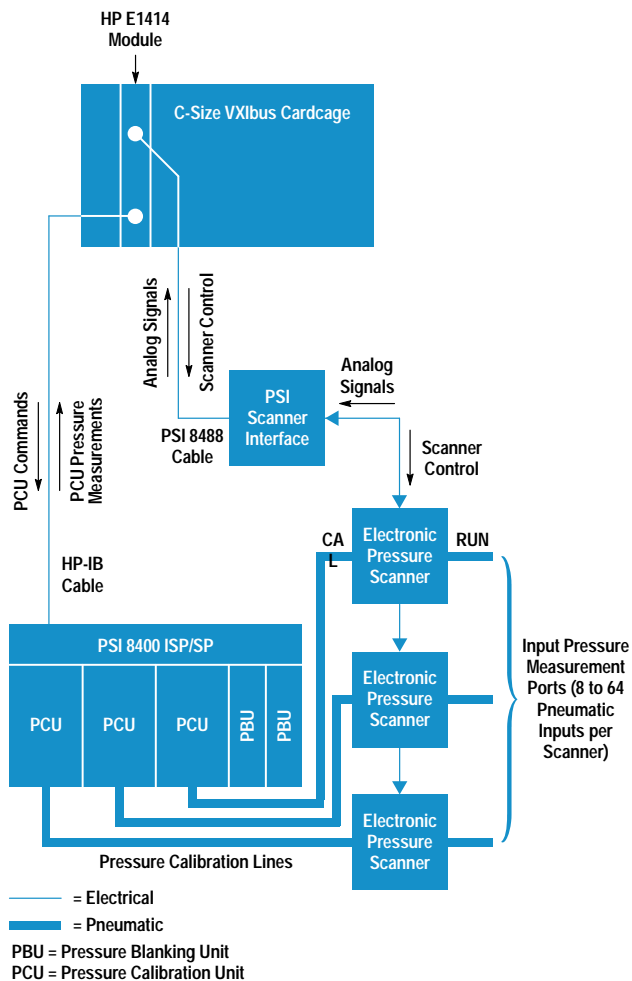 HP E1414
Module
C-Size VXIbus Cardcage
Analog Signals
Scanner Control
PCU Commands
PCU Pressure
Measurements
PSI
Scanner
Interface
Analog
Signals
PSI 8488
Cable
Scanner
Control
HP-IB
Cable
CA
L
Electronic
Pressure
Scanner
RUN
PSI 8400 ISP/SP
PCU
PCU
PCU
PBU
PBU
Electronic
Pressure
Scanner
Input Pressure
Measurement
Ports (8 to 64
Pneumatic
Inputs per
Scanner)
Electronic
Pressure
Scanner
Pressure Calibration Lines
= Electrical
= Pneumatic
PBU = Pressure Blanking Unit
PCU = Pressure Calibration Unit